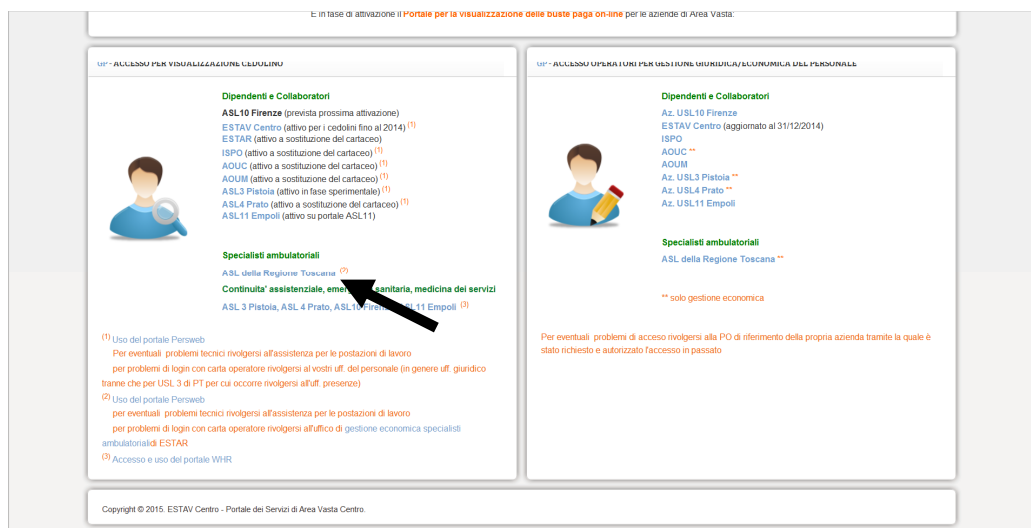 E in fase di attivazione il Portale per la visualizzazione delle buste paga on-line per le aziende di Area Vasta:
GP - ACCESSO PER VISUALIZZAZIONE CEDOLINO
Dipendenti e Collaboratori
ASL10 Firenze (prevista prossima attivazione)
ESTAV Centro (attivo per i cedolini fino al 2014) (1)
ESTAR (attivo a sostituzione del cartaceo)
ISPO (attivo a sostituzione del cartaceo) (1)
AOUC (attivo a sostituzione del cartaceo) (1)
AOUM (attivo a sostituzione del cartaceo) (1)
ASL3 Pistoia (attivo in fase sperimentale) (1)
ASL4 Prato (attivo a sostituzione del cartaceo) (1)
ASL11 Empoli (attivo su portale ASL11)
Specialisti ambulatoriali
ASL della Regione Toscana (2)
Continuita' assistenziale, sanitaria, medicina dei servizi
ASL 3 Pistoia, ASL 4 Prato, ASL10 Empoli (3)
(1) Uso del portale Persweb
Per eventuali problemi tecnici rivolgersi all'assistenza per le postazioni di lavoro
per problemi di login con carta operatore rivolgersi al vostri uff. del personale (in genere uff. giuridico
tranne che per USL 3 di PT per cui occorre rivolgersi all'uff. presenze)
(2) Uso del portale Persweb
per eventuali problemi tecnici rivolgersi all'assistenza per le postazioni di lavoro
per problemi di login con carta operatore rivolgersi all'uffico di gestione economica specialisti
ambulatorialidi ESTAR
(3) Accesso e uso del portale WHR
GP - ACCESSO OPERATORI PER GESTIONE GIURIDICA/ECONOMICA DEL PERSONALE
Dipendenti e Collaboratori
Az. USL10 Firenze
ESTAV Centro (aggiornato al 31/12/2014)
ISPO
AOUC **
AOUM
Az. USL3 Pistoia **
Az. USL4 Prato **
Az. USL11 Empoli
Specialisti ambulatoriali
ASL della Regione Toscana **
** solo gestione economica
Per eventuali problemi di acceso rivolgersi alla PO di riferimento della propria azienda tramite la quale è
stato richiesto e autorizzato l'accesso in passato
Copyright © 2015. ESTAV Centro - Portale dei Servizi di Area Vasta Centro.